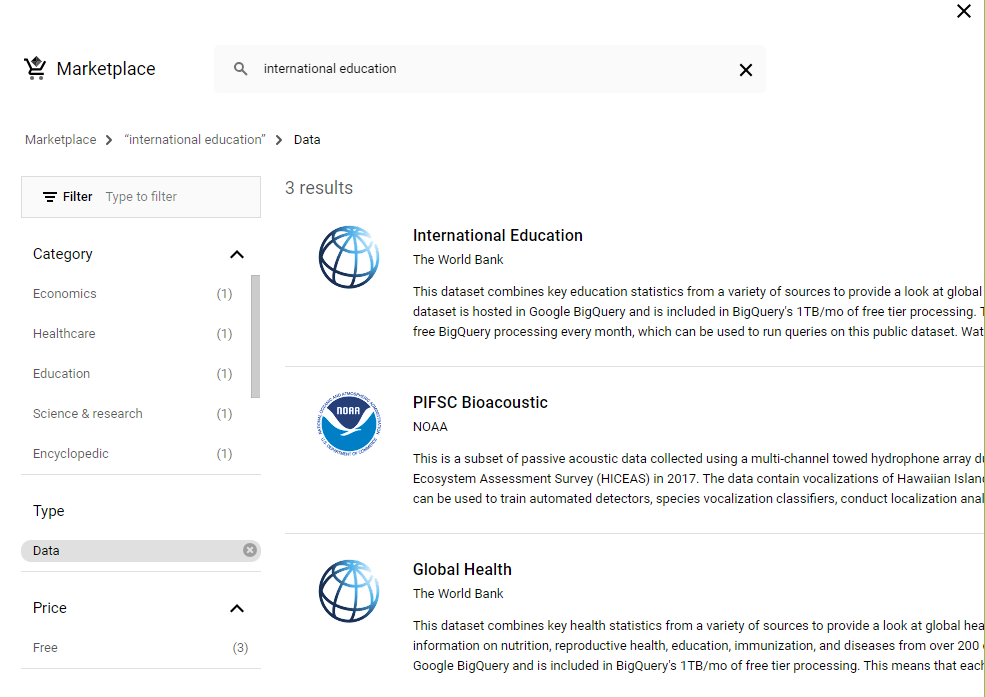 Marketplace
international education
Marketplace
“international education”
Data
Filter Type to filter
Category
Economics (1)
Healthcare (1)
Education (1)
Science & research (1)
Encyclopedic (1)
Type
Data
Price
Free (3)
3 results
International Education
The World Bank
This dataset combines key education statistics from a variety of sources to provide a look at global
dataset is hosted in Google BigQuery and is included in BigQuery's 1TB/mo of free tier processing.
free BigQuery processing every month, which can be used to run queries on this public dataset. Wat
NOAA
PIFSC Bioacoustic
NOAA
This is a subset of passive acoustic data collected using a multi-channel towed hydrophone array
Ecosystem Assessment Survey (HICEAS) in 2017. The data contain vocalizations of Hawaiian
can be used to train automated detectors, species vocalization classifiers, conduct localization
Global Health
The World Bank
This dataset combines key health statistics from a variety of sources to provide a look at global hea
information on nutrition, reproductive health, education, immunization, and diseases from over 200
Google BigQuery and is included in BigQuery's 1TB/mo of free tier processing. This means that each